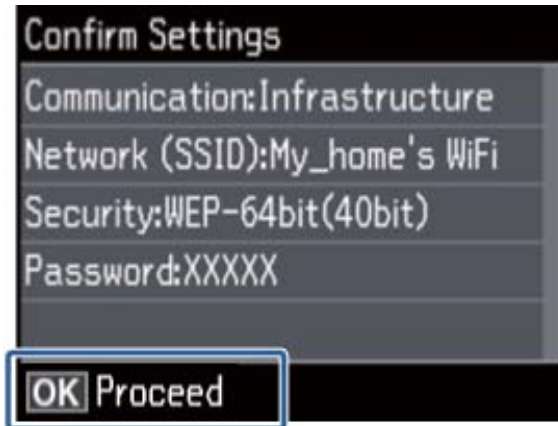 Confirm Settings
Communication:Infrastructure
Network (SSID):My_home's WiFi
Security:WEP-64bit(40bit)
Password:XXXXX
OK Proceed